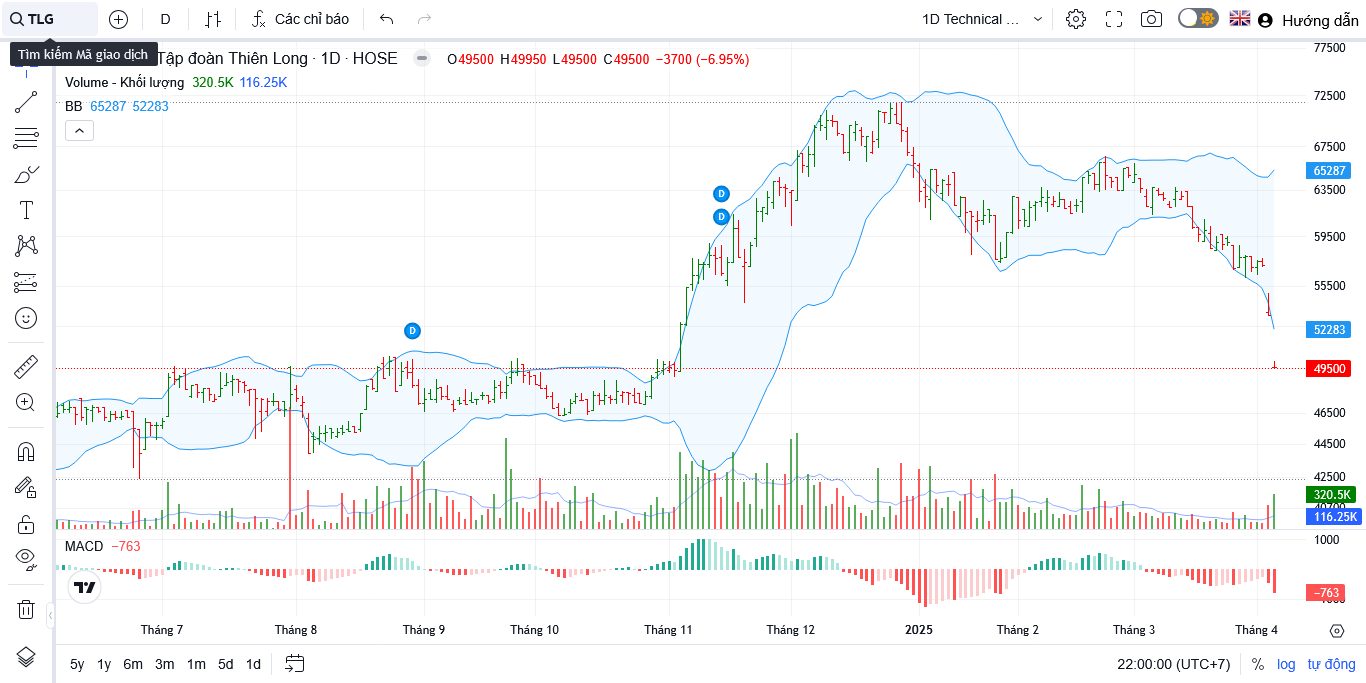 TLG
D
Các chỉ báo
1D Technical ...
Hướng dẫn
Tìm kiếm Mã giao dịch
Tập đoàn Thiên Long · 1D · HOSE
O49500 H49950 L49500 C49500 −3700 (−6.95%)
Volume - Khối lượng 320.5K 116.25K
BB 65287 52283
77500
72500
67500
65287
63500
59500
55500
52283
49500
46500
44500
42500
320.5K
116.25K
D
D
D
MACD −763
1000
−763
Tháng 7
Tháng 8
Tháng 9
Tháng 10
Tháng 11
Tháng 12
2025
Tháng 2
Tháng 3
Tháng 4
5y 1y 6m 3m 1m 5d 1d
22:00:00 (UTC+7)
% log tự động